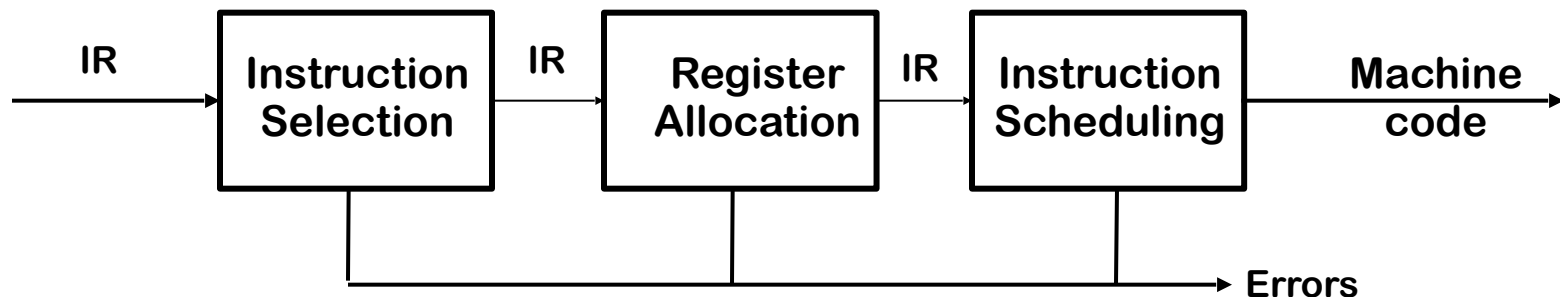 IR
Instruction
Selection
IR
Register
Allocation
IR
Instruction
Scheduling
Machine
code
Errors